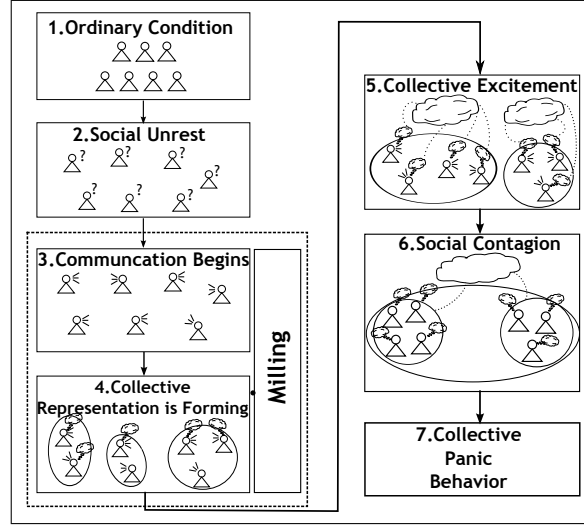 1.Ordinary Condition
2.Social Unrest
? ? ? ?
? ? ?
3.Communcation Begins
4.Collective
Representation is Forming
Milling
5.Collective Excitement
6.Social Contagion
7.Collective
Panic
Behavior